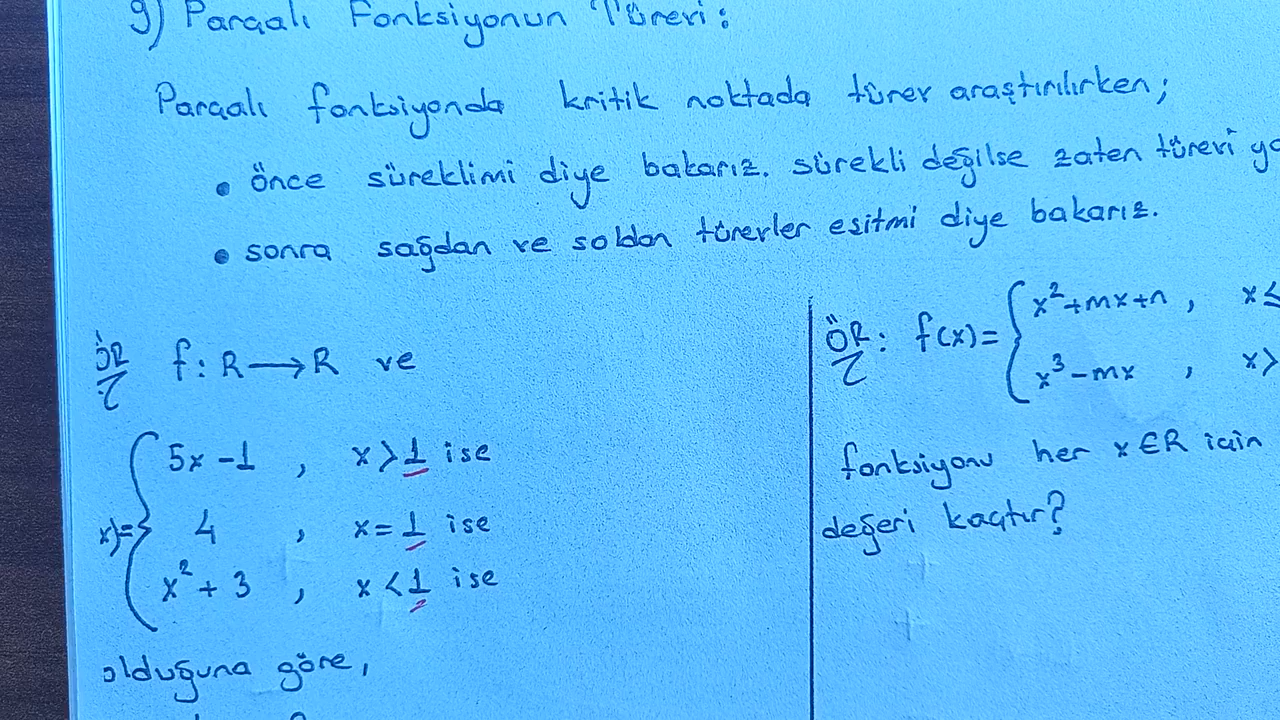 g) Parçalı Fonksiyonun Türevi:
Parçalı fonksiyonda kritik noktada türev araştırılırken;
• önce süreklimi diye bakarız. sürekli değilse zaten türevi yo
• sonra sağdan ve soldan türevler eşitmi diye bakarız.
ÖR f: R→R ve
x)= { 5x-1 , x>1 ise
4 , x=1 ise
x²+3 , x<1 ise
olduğuna göre,
ÖR: f(x)= { x²+mx+n , x≤
x³-mx , x>
fonksiyonu her x∈R için
değeri kaçtır?